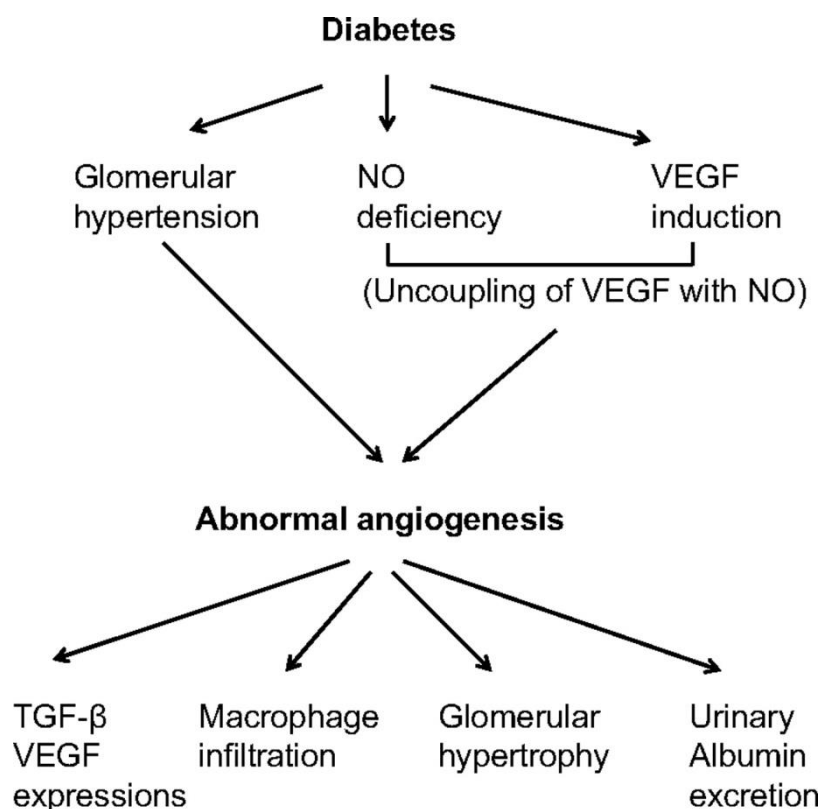 Diabetes
Glomerular
hypertension
NO
deficiency
VEGF
induction
(Uncoupling of VEGF with NO)
Abnormal angiogenesis
TGF-β
VEGF
expressions
Macrophage
infiltration
Glomerular
hypertrophy
Urinary
Albumin
excretion